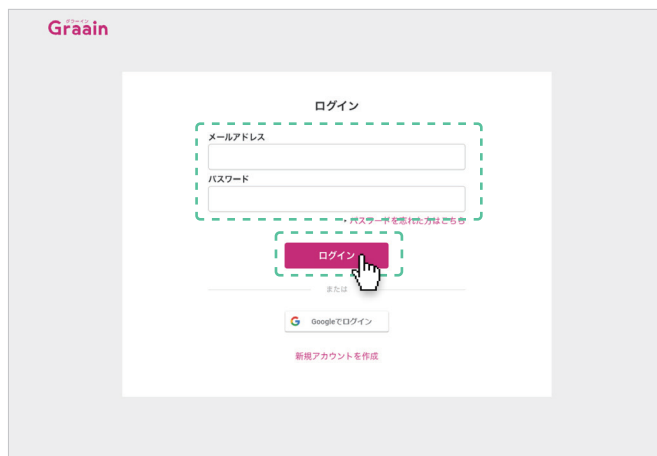 グラーイン
Graain
ログイン
メールアドレス
パスワード
パスワードを忘れた方はこちら
ログイン
または
Googleでログイン
新規アカウントを作成